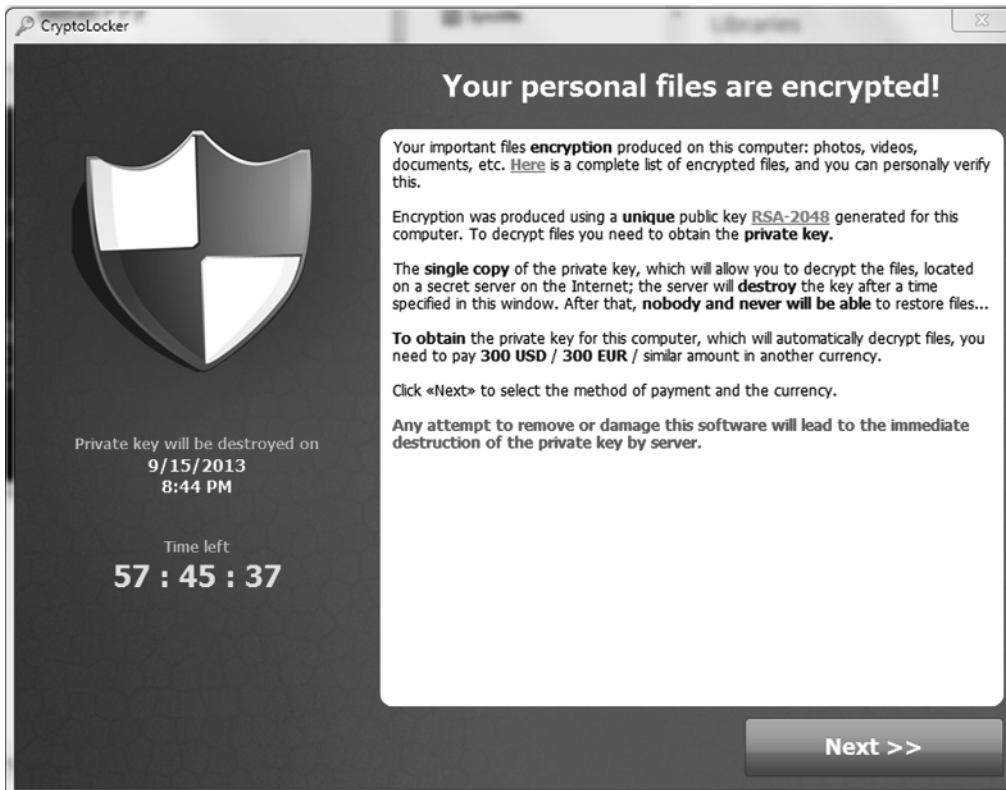 CryptoLocker
Libraries
Your personal files are encrypted!
Your important files encryption produced on this computer: photos, videos,
documents, etc. Here is a complete list of encrypted files, and you can personally verify
this.
Encryption was produced using a unique public key RSA-2048 generated for this
computer. To decrypt files you need to obtain the private key.
The single copy of the private key, which will allow you to decrypt the files, located
on a secret server on the Internet; the server will destroy the key after a time
specified in this window. After that, nobody and never will be able to restore files...
To obtain the private key for this computer, which will automatically decrypt files, you
need to pay 300 USD / 300 EUR / similar amount in another currency.
Click «Next» to select the method of payment and the currency.
Any attempt to remove or damage this software will lead to the immediate
destruction of the private key by server.
Private key will be destroyed on
9/15/2013
8:44 PM
Time left
57 : 45 : 37
Next >>